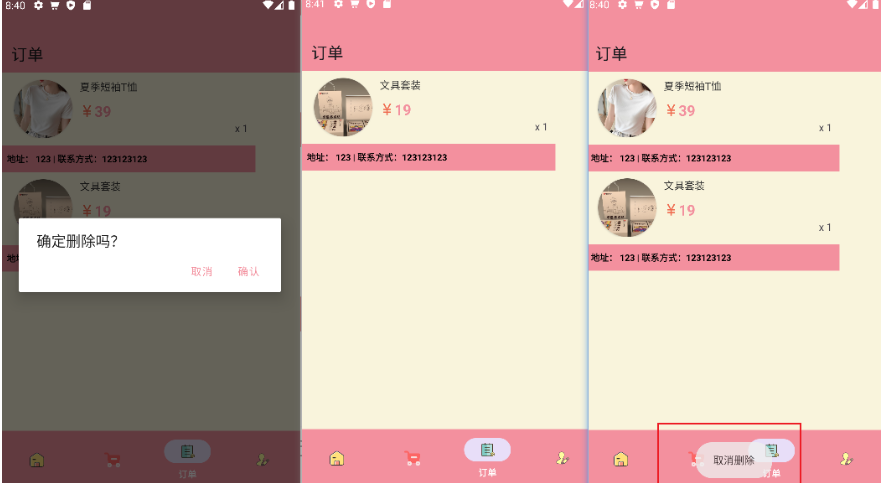 8:40
订单
夏季短袖T恤
￥39
x 1
地址： 123 | 联系方式：123123123
文具套装
￥19
确定删除吗？
取消
确认
订单
8:41
订单
文具套装
￥19
x 1
地址： 123 | 联系方式：123123123
订单
8:40
订单
夏季短袖T恤
￥39
x 1
地址： 123 | 联系方式：123123123
文具套装
￥19
x 1
地址： 123 | 联系方式：123123123
取消删除
订单